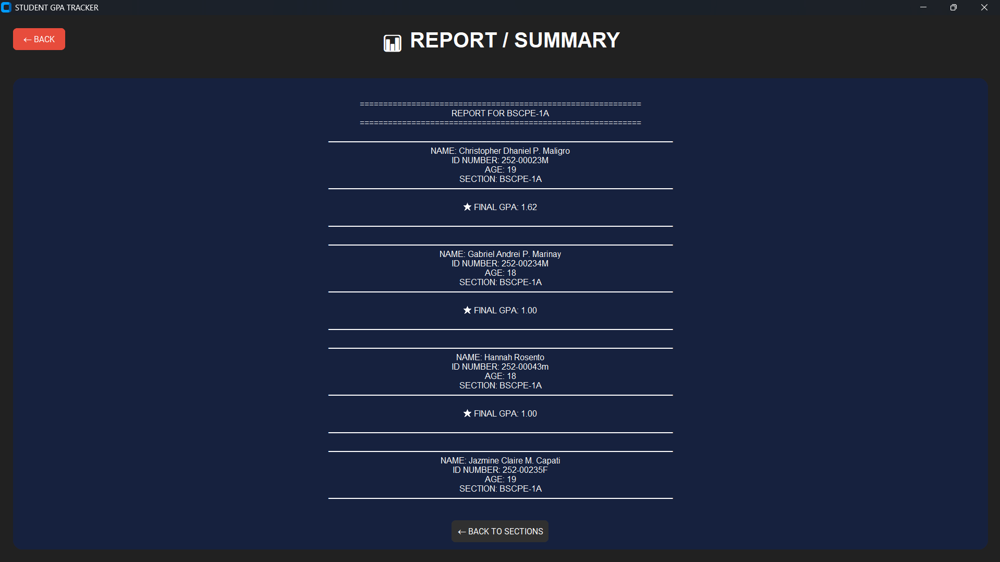 STUDENT GPA TRACKER
← BACK
REPORT / SUMMARY
============================================================
REPORT FOR BSCPE-1A
============================================================
NAME: Christopher Dhaniel P. Maligro
ID NUMBER: 252-00023M
AGE: 19
SECTION: BSCPE-1A
★ FINAL GPA: 1.62
NAME: Gabriel Andrei P. Marinay
ID NUMBER: 252-00234M
AGE: 18
SECTION: BSCPE-1A
★ FINAL GPA: 1.00
NAME: Hannah Rosento
ID NUMBER: 252-00043m
AGE: 18
SECTION: BSCPE-1A
★ FINAL GPA: 1.00
NAME: Jazmine Claire M. Capati
ID NUMBER: 252-00235F
AGE: 19
SECTION: BSCPE-1A
← BACK TO SECTIONS